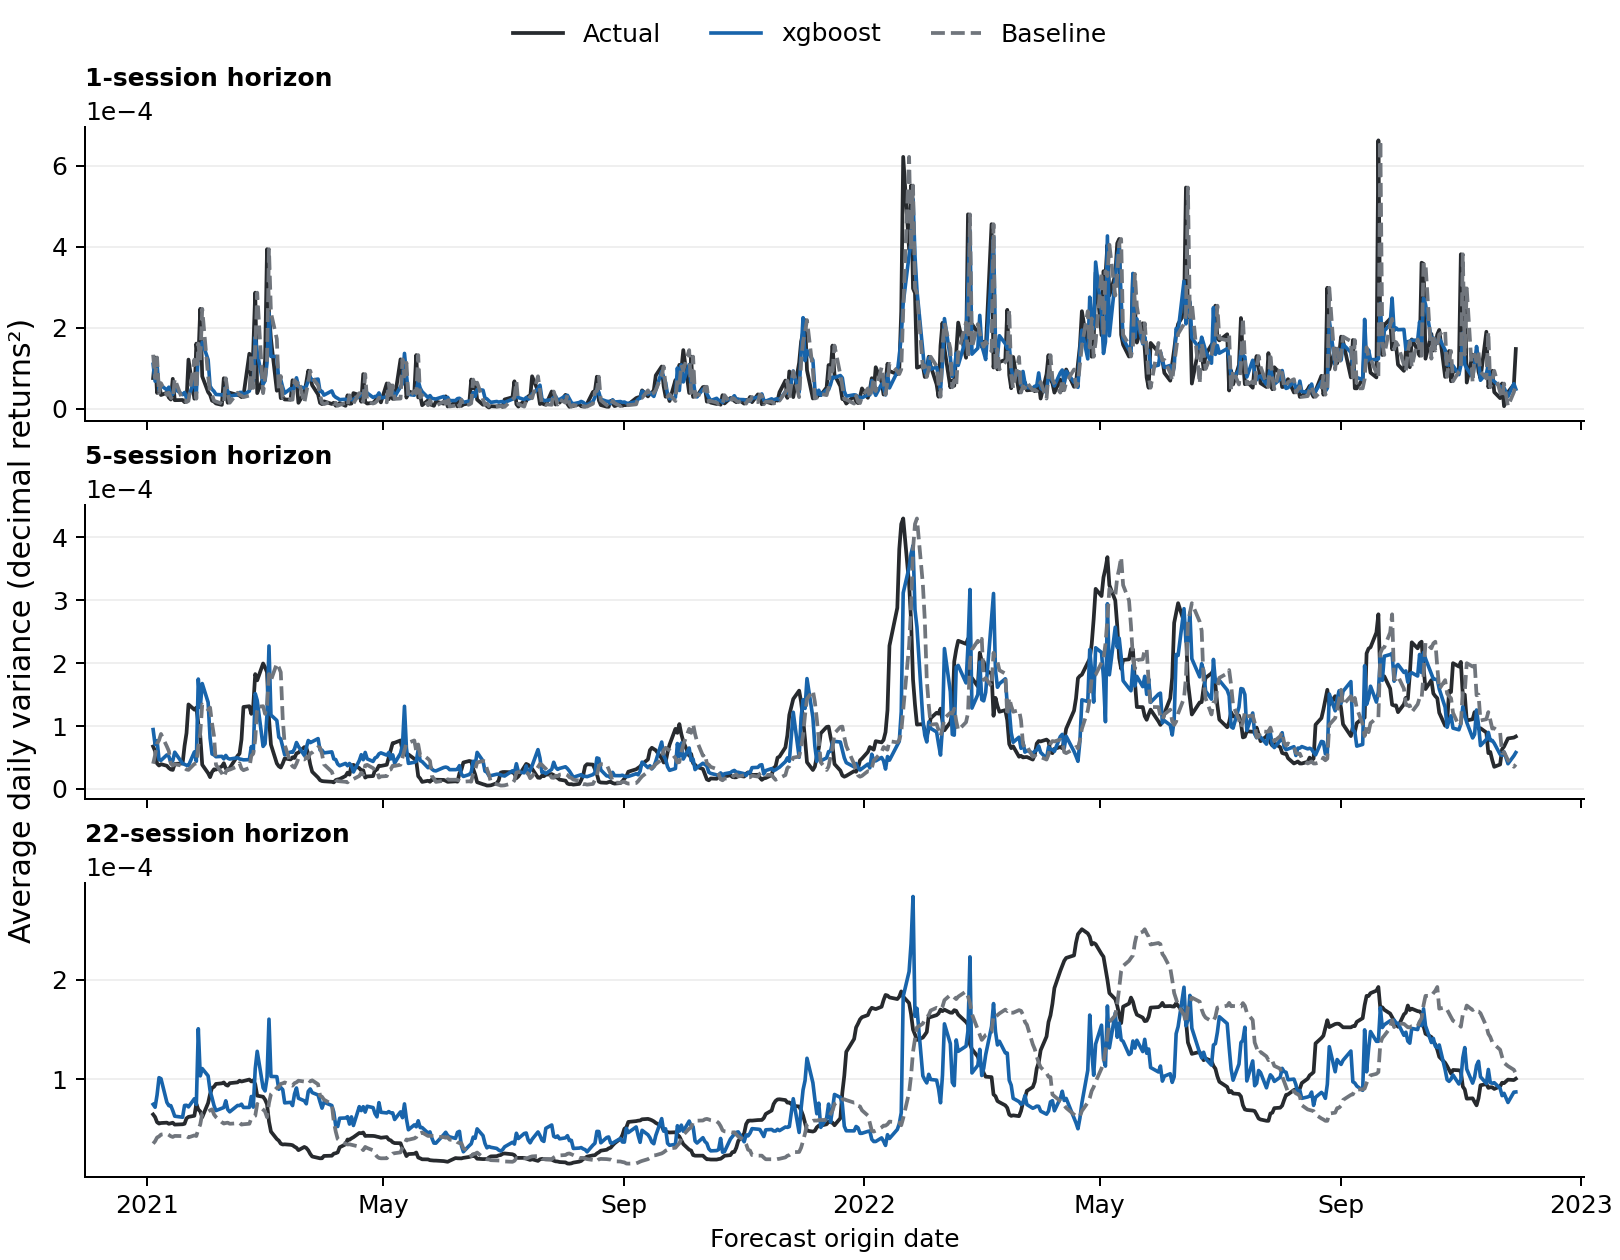 Actual xgboost Baseline
1-session horizon
1e−4
6
4
2
0
5-session horizon
1e−4
4
3
2
1
0
22-session horizon
1e−4
2
1
Average daily variance (decimal returns²)
2021 May Sep 2022 May Sep 2023
Forecast origin date